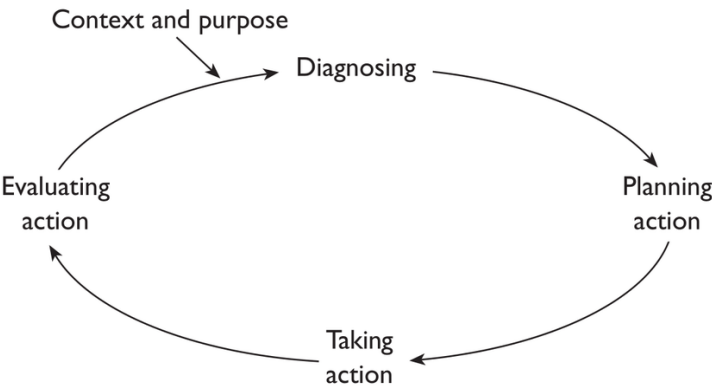 Context and purpose
Diagnosing
Evaluating
action
Planning
action
Taking
action